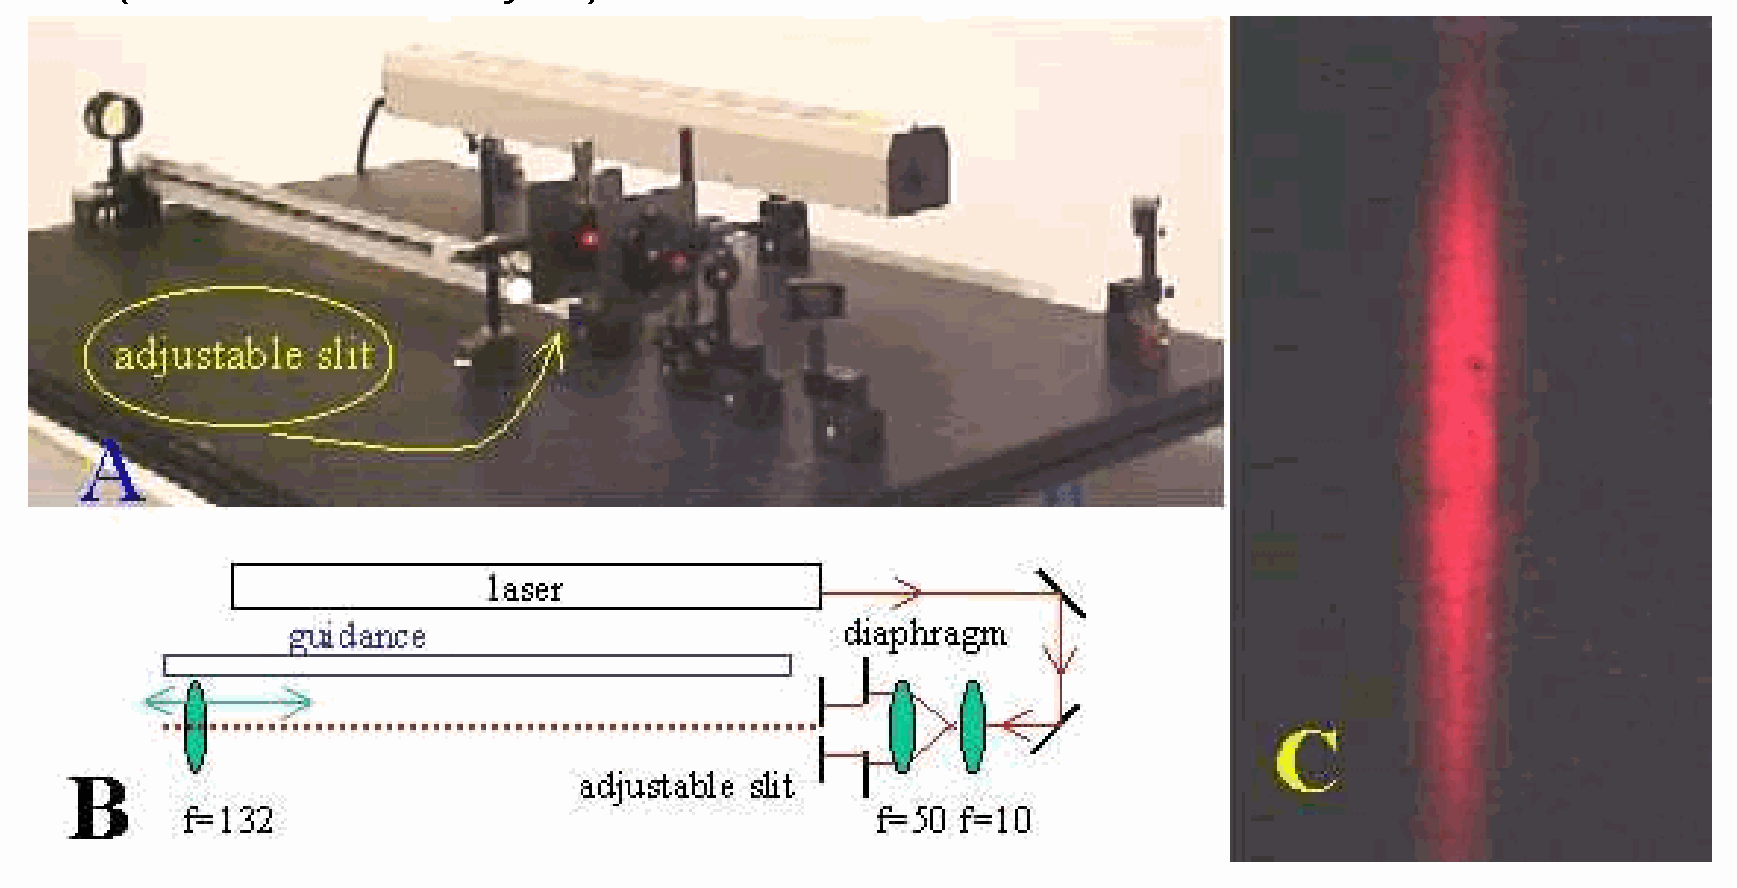 adjustable slit
A
laser
guidance
diaphragm
adjustable slit
B
f=132
f=50 f=10
C